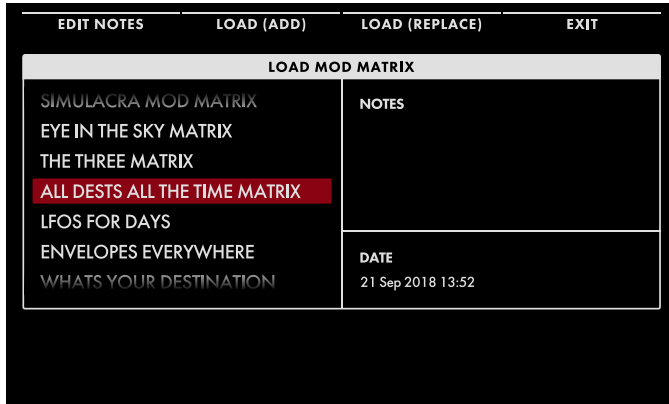 EDIT NOTES LOAD (ADD) LOAD (REPLACE) EXIT
LOAD MOD MATRIX
SIMULACRA MOD MATRIX
EYE IN THE SKY MATRIX
THE THREE MATRIX
ALL DESTS ALL THE TIME MATRIX
LFOS FOR DAYS
ENVELOPES EVERYWHERE
WHATS YOUR DESTINATION
NOTES
DATE
21 Sep 2018 13:52